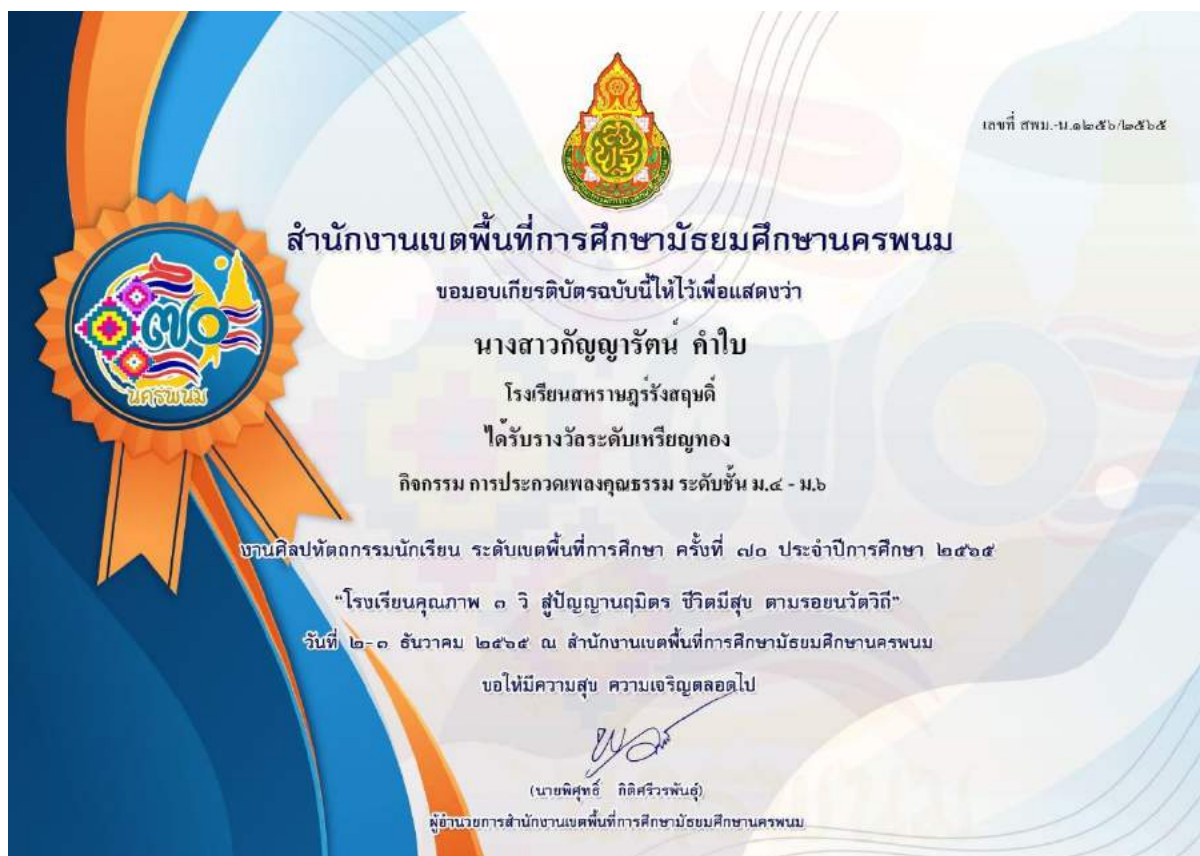 เลขที่ สพม.-น.๑๒๕๖/๒๕๖๕
สำนักงานเขตพื้นที่การศึกษามัธยมศึกษานครพนม
ขอมอบเกียรติบัตรฉบับนี้ให้ไว้เพื่อแสดงว่า
นางสาวกัญญารัตน์ คำใบ
โรงเรียนสหราษฎร์รังสฤษดิ์
ได้รับรางวัลระดับเหรียญทอง
กิจกรรม การประกวดเพลงคุณธรรม ระดับชั้น ม.๔ - ม.๖
๗๐
นครพนม
งานศิลปหัตถกรรมนักเรียน ระดับเขตพื้นที่การศึกษา ครั้งที่ ๗๐ ประจำปีการศึกษา ๒๕๖๕
“โรงเรียนคุณภาพ ๓ วิ สู่ปัญญานฤมิตร ชีวิตมีสุข ตามรอยนวัตวิถี”
วันที่ ๒-๓ ธันวาคม ๒๕๖๕ ณ สำนักงานเขตพื้นที่การศึกษามัธยมศึกษานครพนม
ขอให้มีความสุข ความเจริญตลอดไป
(นายพิศุทธิ์ กิติศรีวรพันธุ์)
ผู้อำนวยการสำนักงานเขตพื้นที่การศึกษามัธยมศึกษานครพนม